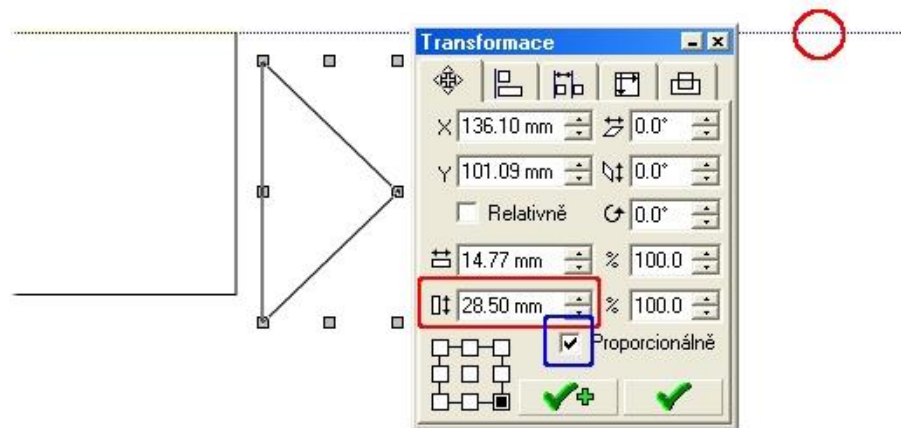 Transformace
X 136.10 mm 0.0°
Y 101.09 mm 0.0°
Relativně 0.0°
14.77 mm % 100.0
28.50 mm % 100.0
Proporcionálně